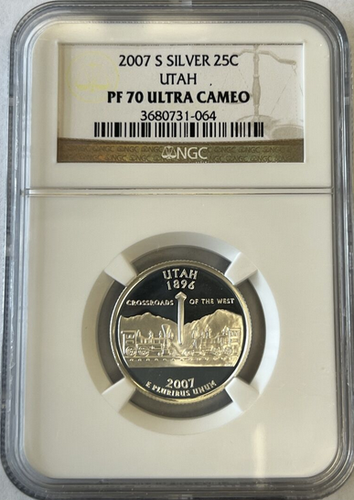 2007 S SILVER 25C
UTAH
PF 70 ULTRA CAMEO
3680731-064
NGC
UTAH
1896
CROSSROADS OF THE WEST
2007
E PLURIBUS UNUM